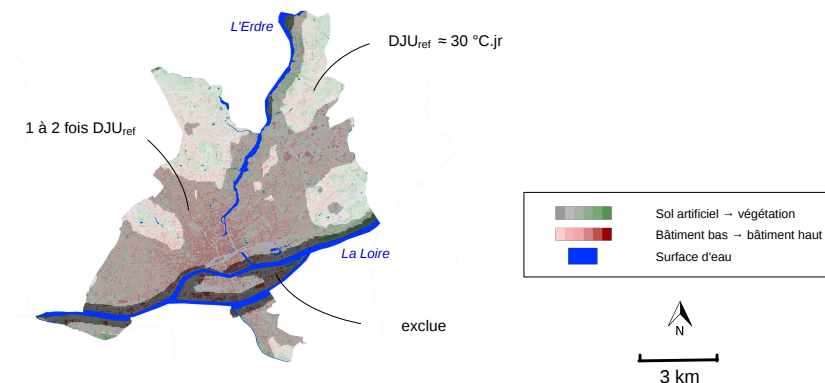 L'Erdre
DJUref ≈ 30 °C.jr
1 à 2 fois DJUref
La Loire
exclue
Sol artificiel → végétation
Bâtiment bas → bâtiment haut
Surface d'eau
N
3 km